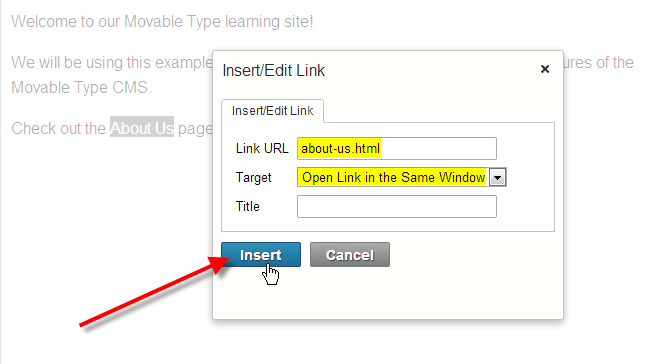 Welcome to our Movable Type learning site!
We will be using this example
ures of the
Movable Type CMS.
Check out the About Us page
Insert/Edit Link
Insert/Edit Link
Link URL about-us.html
Target Open Link in the Same Window
Title
Insert Cancel